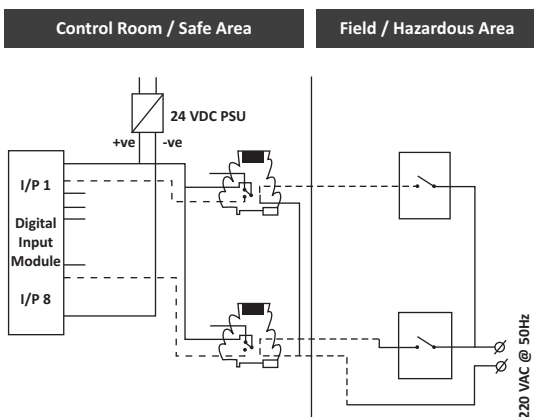 Control Room / Safe Area
Field / Hazardous Area
24 VDC PSU
+ve
-ve
I/P 1
Digital
Input
Module
I/P 8
220 VAC @ 50Hz